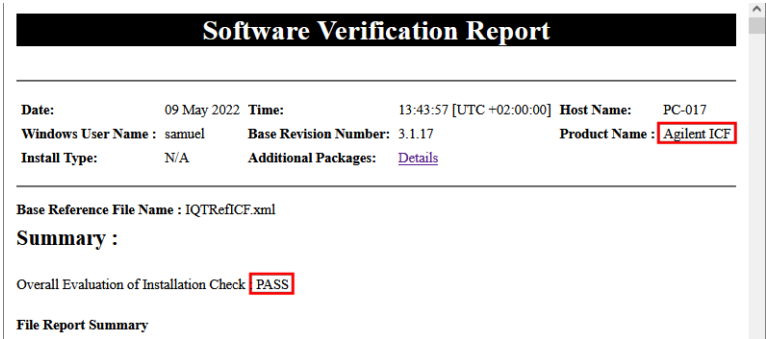 Software Verification Report
Date: 09 May 2022 Time: 13:43:57 [UTC +02:00:00] Host Name: PC-017
Windows User Name : samuel Base Revision Number: 3.1.17 Product Name : Agilent ICF
Install Type: N/A Additional Packages: Details
Base Reference File Name : IQTRefICF.xml
Summary :
Overall Evaluation of Installation Check : PASS
File Report Summary